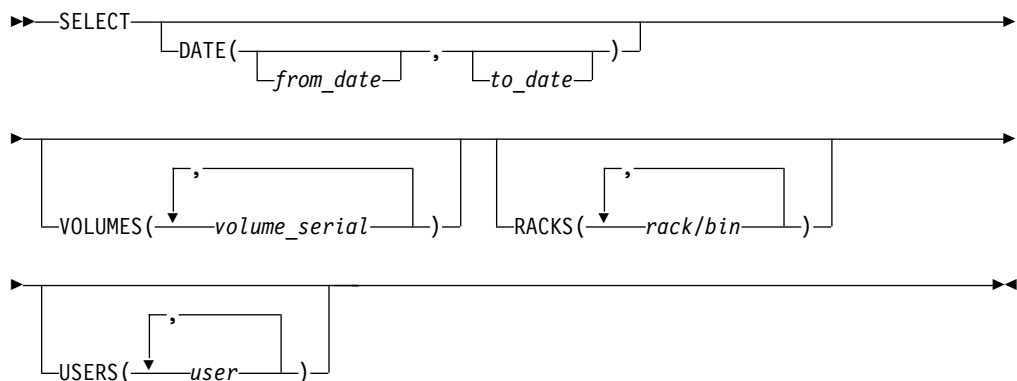 SELECT
DATE( , )
from_date to_date
, ,
VOLUMES( volume_serial ) RACKS( rack/bin )
,
USERS( user )